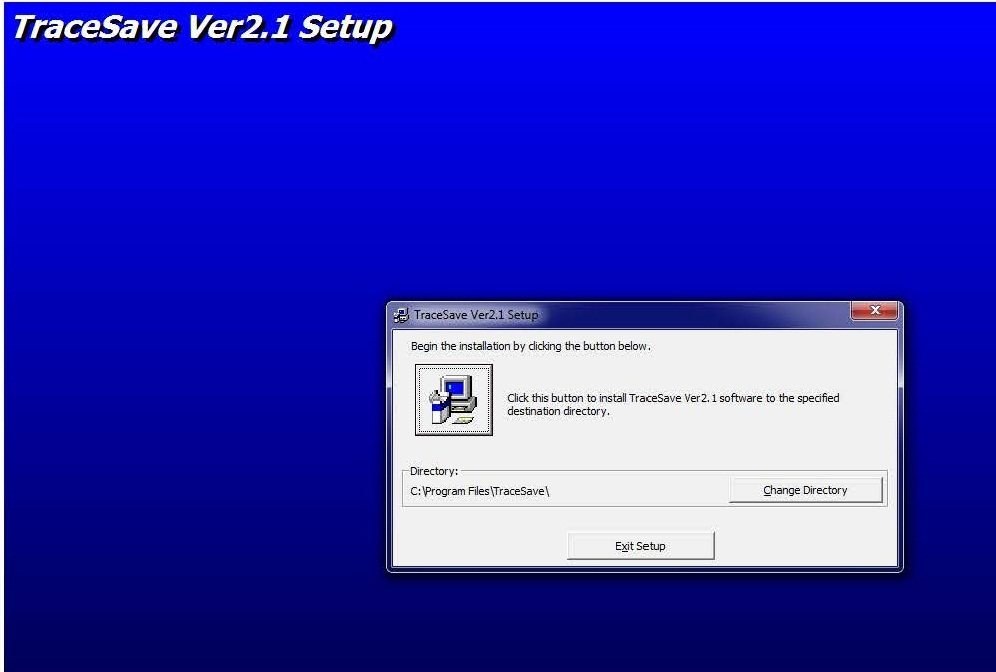 TraceSave Ver2.1 Setup
TraceSave Ver2.1 Setup
Begin the installation by clicking the button below.
Click this button to install TraceSave Ver2.1 software to the specified
destination directory.
Directory:
C:\Program Files\TraceSave\
Change Directory
Exit Setup